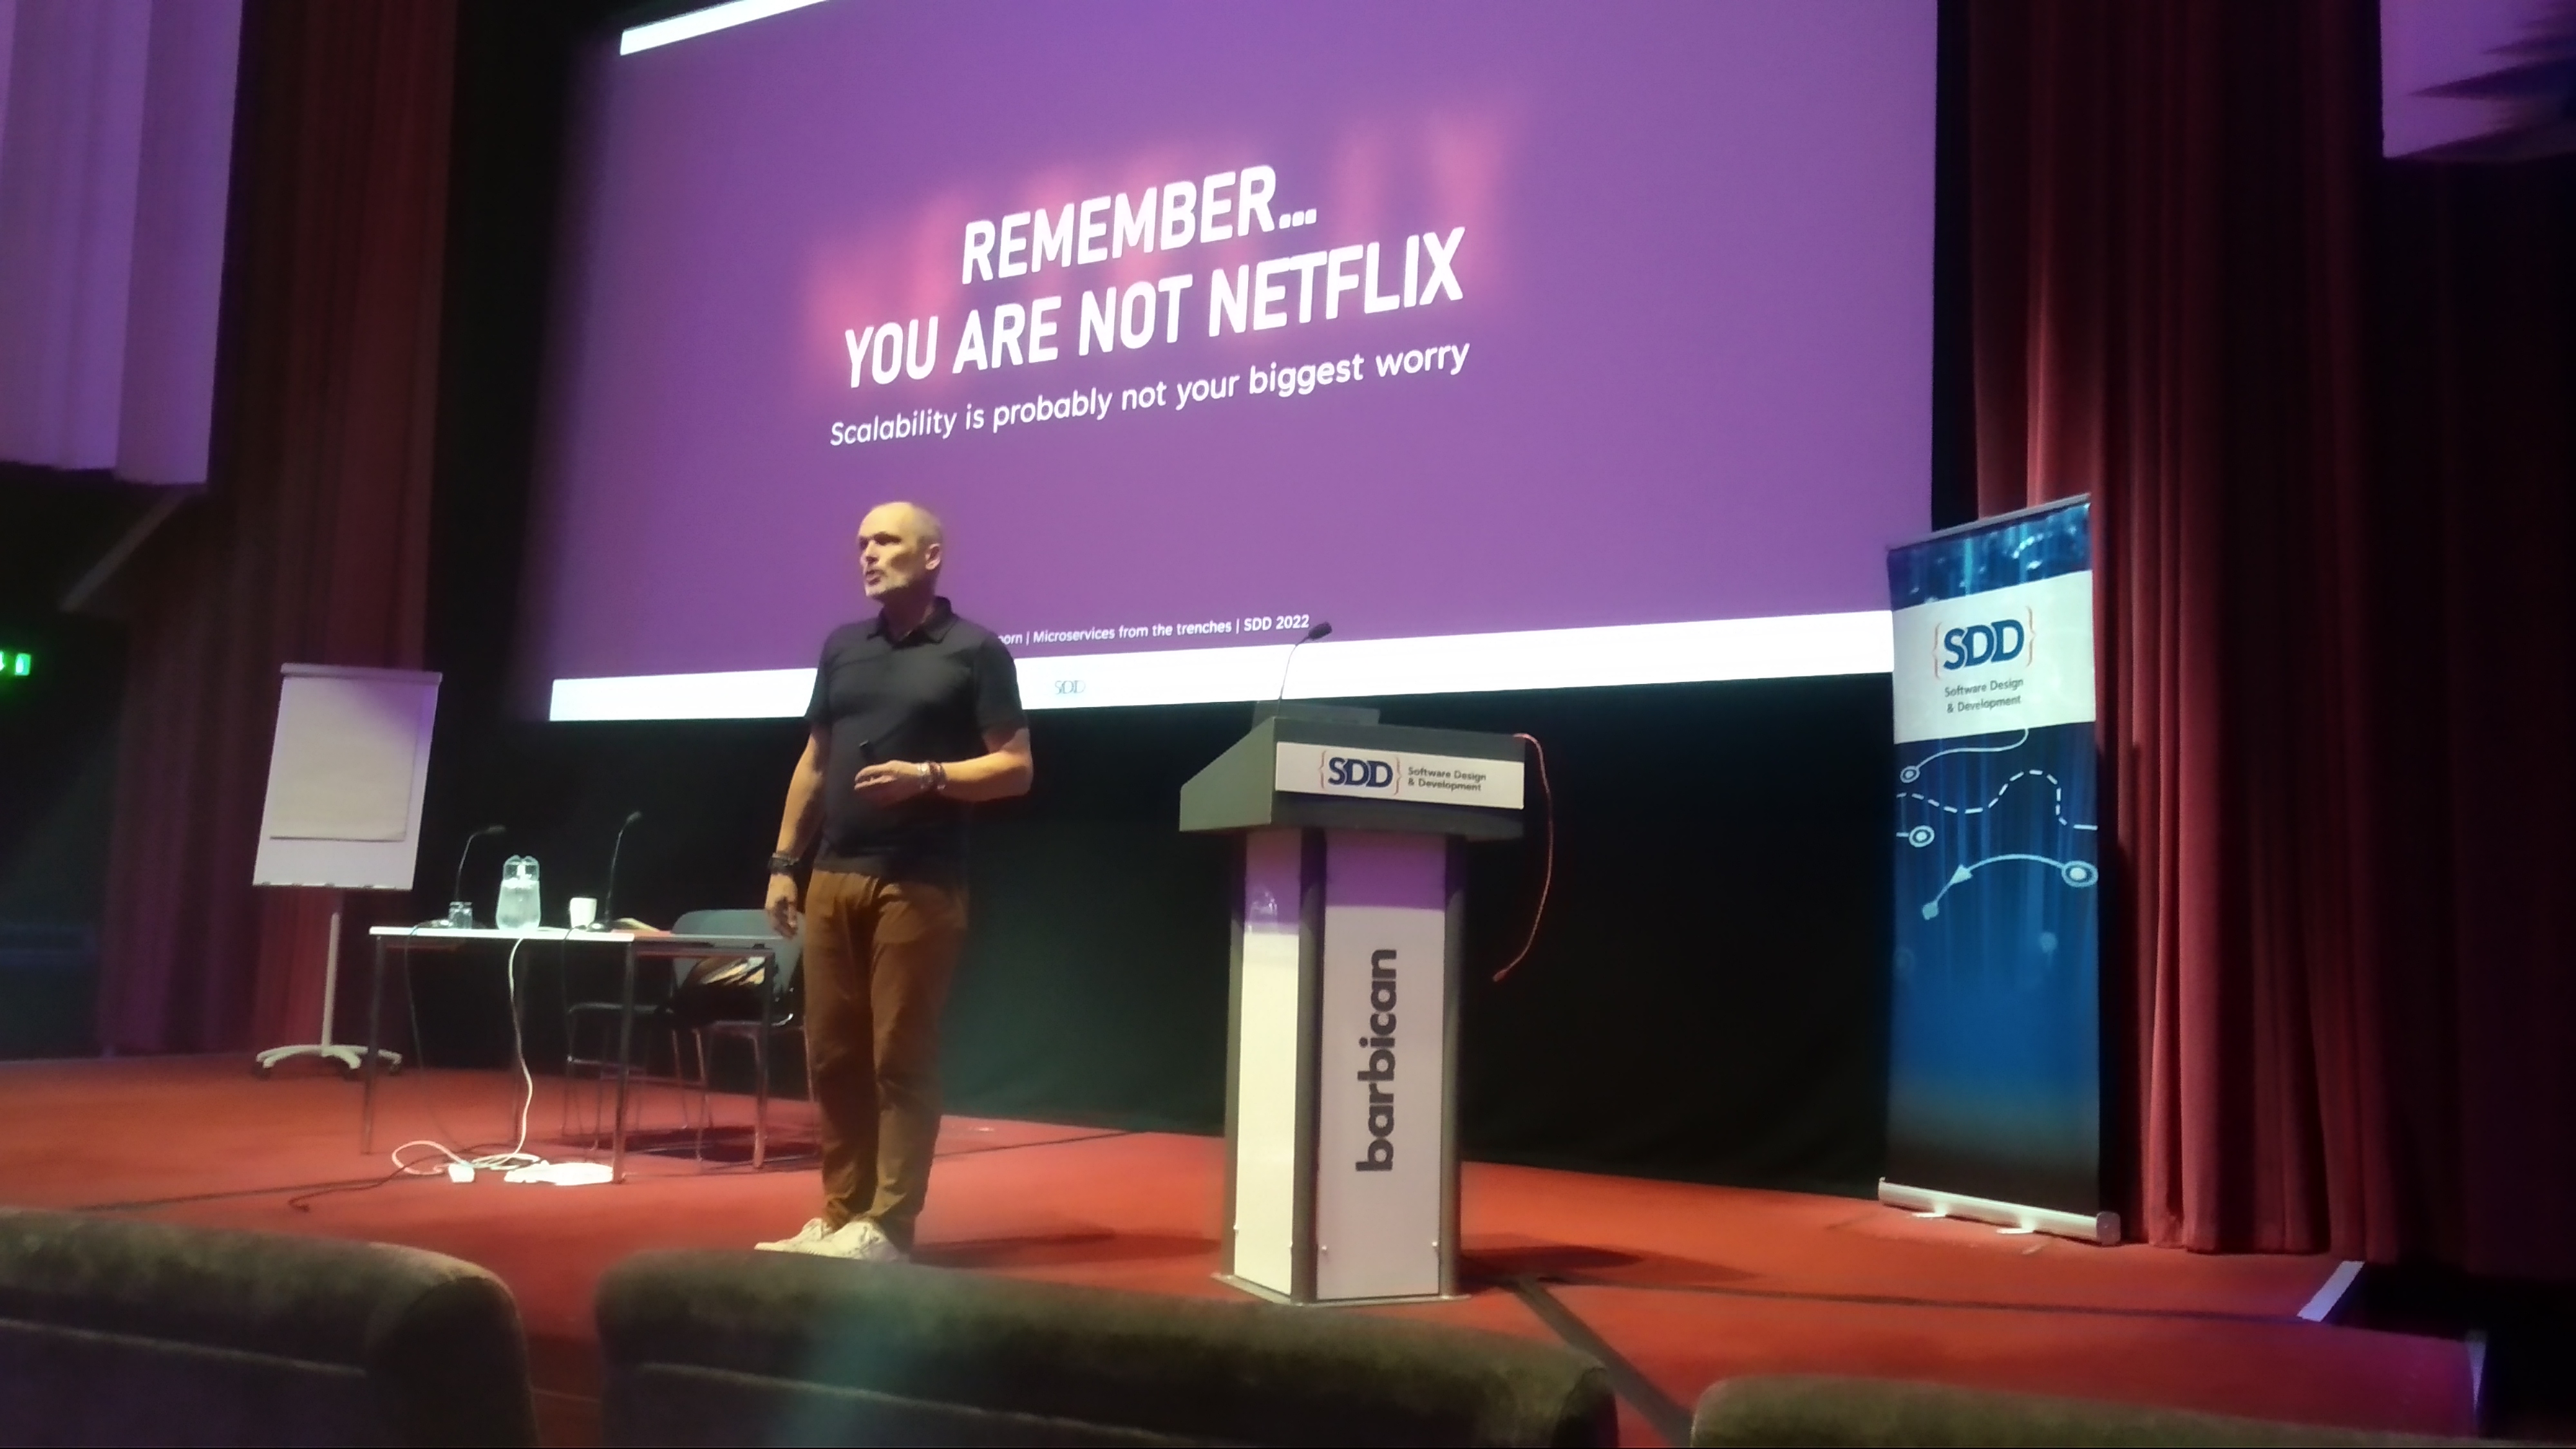 REMEMBER...
YOU ARE NOT NETFLIX
Scalability is probably not your biggest worry
| Microservices from the trenches | SDD 2022
SDD
{SDD}
Software Design
& Development
{SDD}
Software Design
& Development
barbican